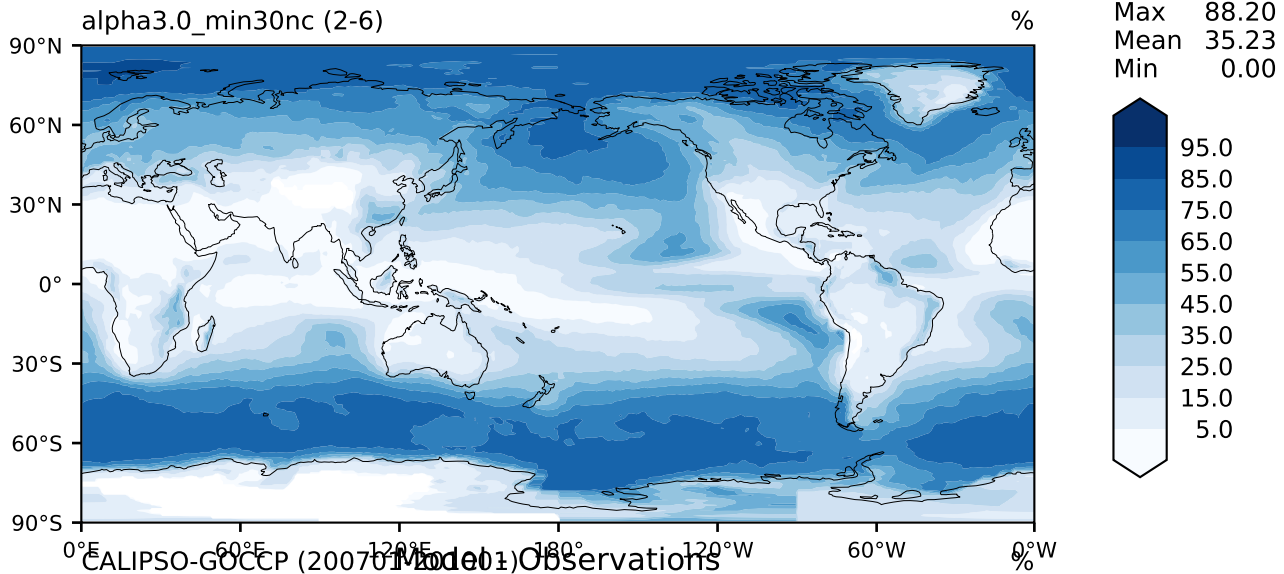 alpha3.0_min30nc (2-6) %
Max 88.20
Mean 35.23
Min 0.00
90°N
60°N
30°N
0°
30°S
60°S
90°S
95.0
85.0
75.0
65.0
55.0
45.0
35.0
25.0
15.0
5.0
0°E 60°E 120°E 180° 120°W 60°W 0°W
CALIPSO-GOCCP Model - Observations %